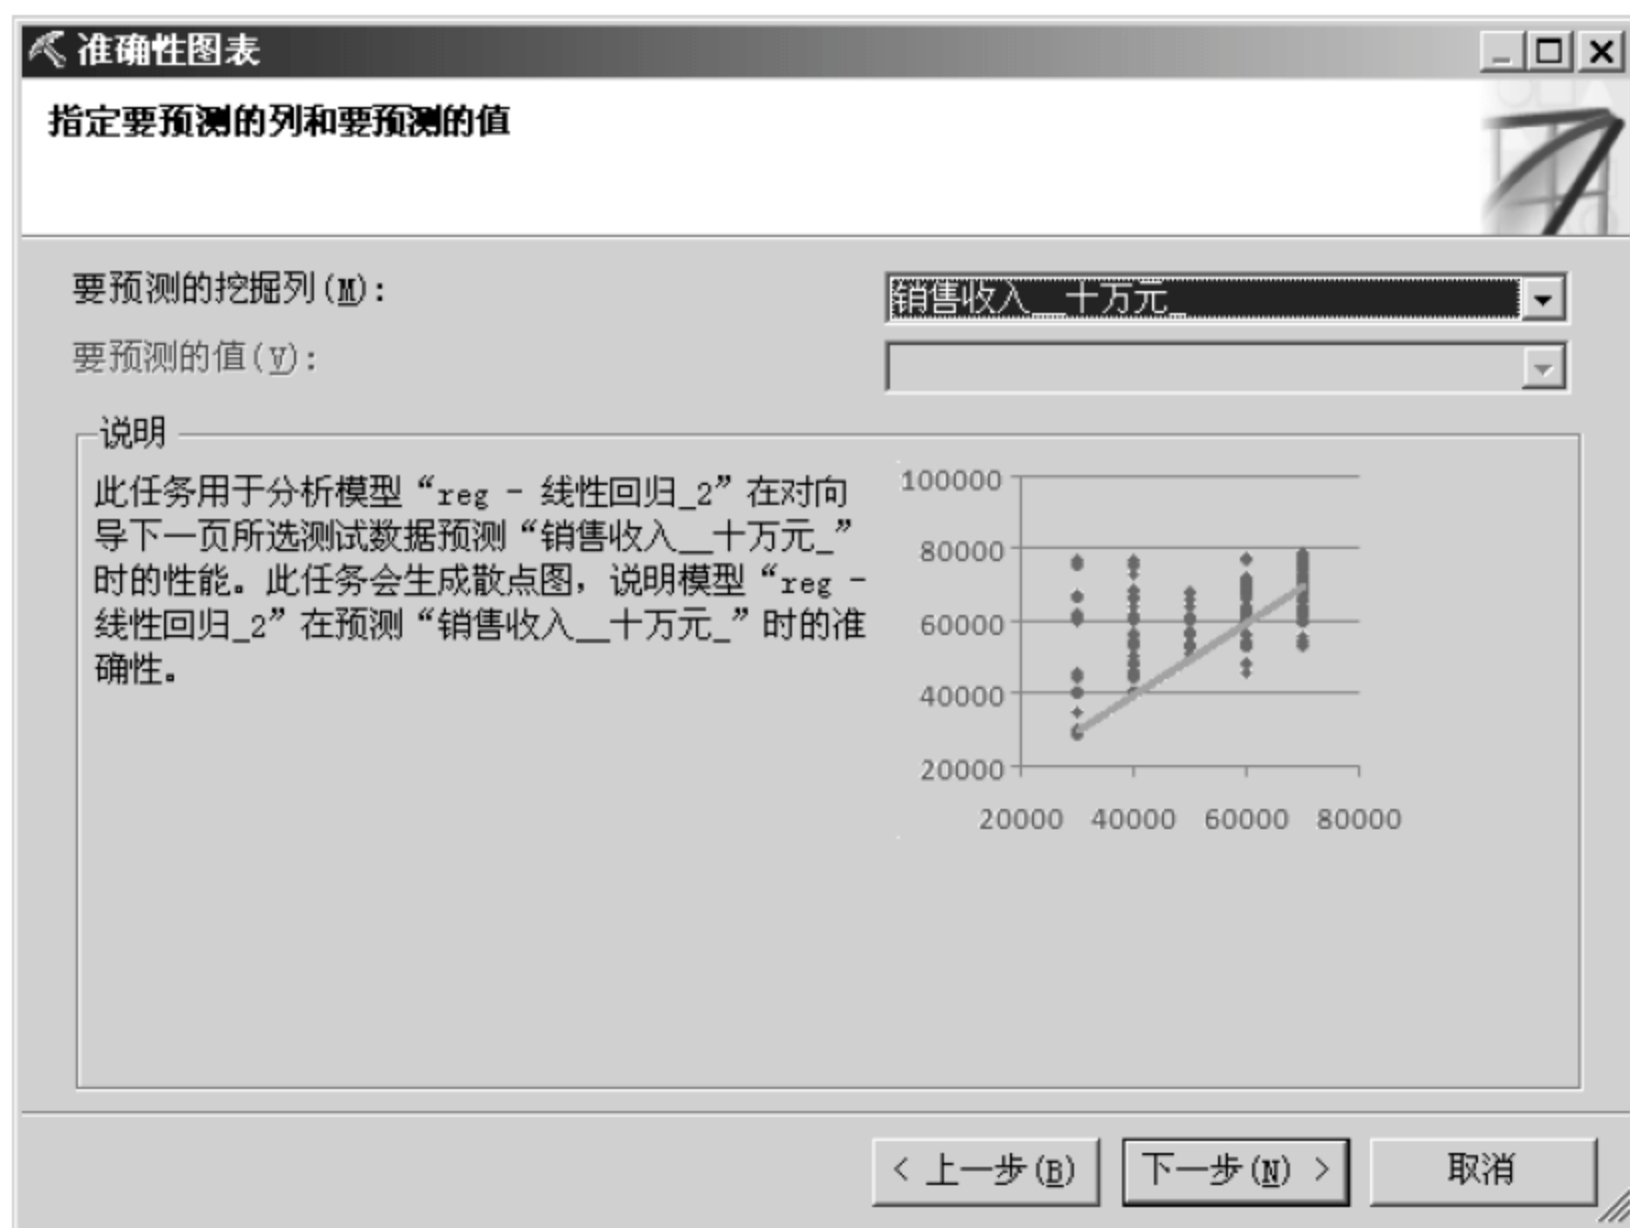 准确性图表
指定要预测的列和要预测的值
要预测的挖掘列(M):
销售收入__十万元_
要预测的值(V):
说明
此任务用于分析模型“reg - 线性回归_2”在对向
导下一页所选测试数据预测“销售收入__十万元_”
时的性能。此任务会生成散点图，说明模型“reg -
线性回归_2”在预测“销售收入__十万元_”时的准
确性。
100000
80000
60000
40000
20000
20000 40000 60000 80000
< 上一步(B)
下一步(N) >
取消